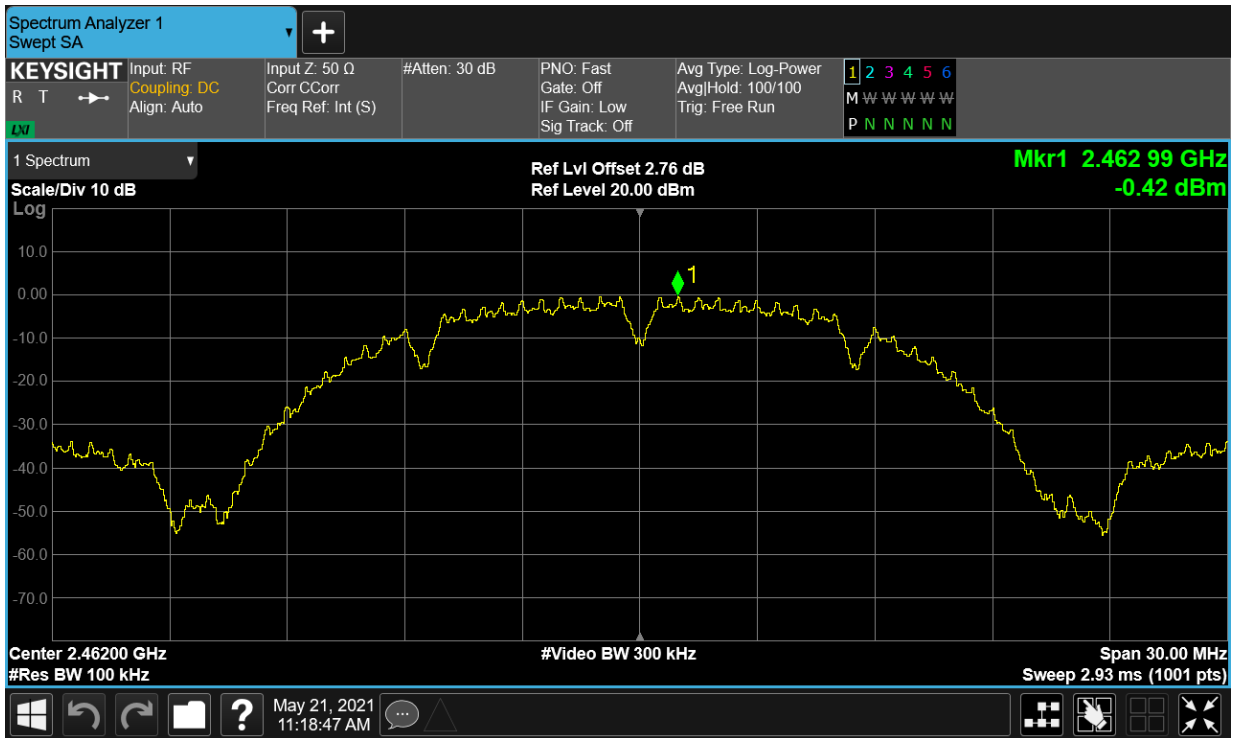 Spectrum Analyzer 1
Swept SA
▼
+
KEYSIGHT Input: RF Input Z: 50 Ω #Atten: 30 dB PNO: Fast Avg Type: Log-Power 1 2 3 4 5 6
R T Coupling: DC Corr CCorr Gate: Off Avg|Hold: 100/100 M W W W W W
Align: Auto Freq Ref: Int (S) IF Gain: Low Trig: Free Run
LXI Sig Track: Off P N N N N N
1 Spectrum ▼ Ref Lvl Offset 2.76 dB Mkr1 2.462 99 GHz
Scale/Div 10 dB Ref Level 20.00 dBm -0.42 dBm
Log
10.0
1
0.00
-10.0
-20.0
-30.0
-40.0
-50.0
-60.0
-70.0
Center 2.46200 GHz #Video BW 300 kHz Span 30.00 MHz
#Res BW 100 kHz Sweep 2.93 ms (1001 pts)
? May 21, 2021
11:18:47 AM